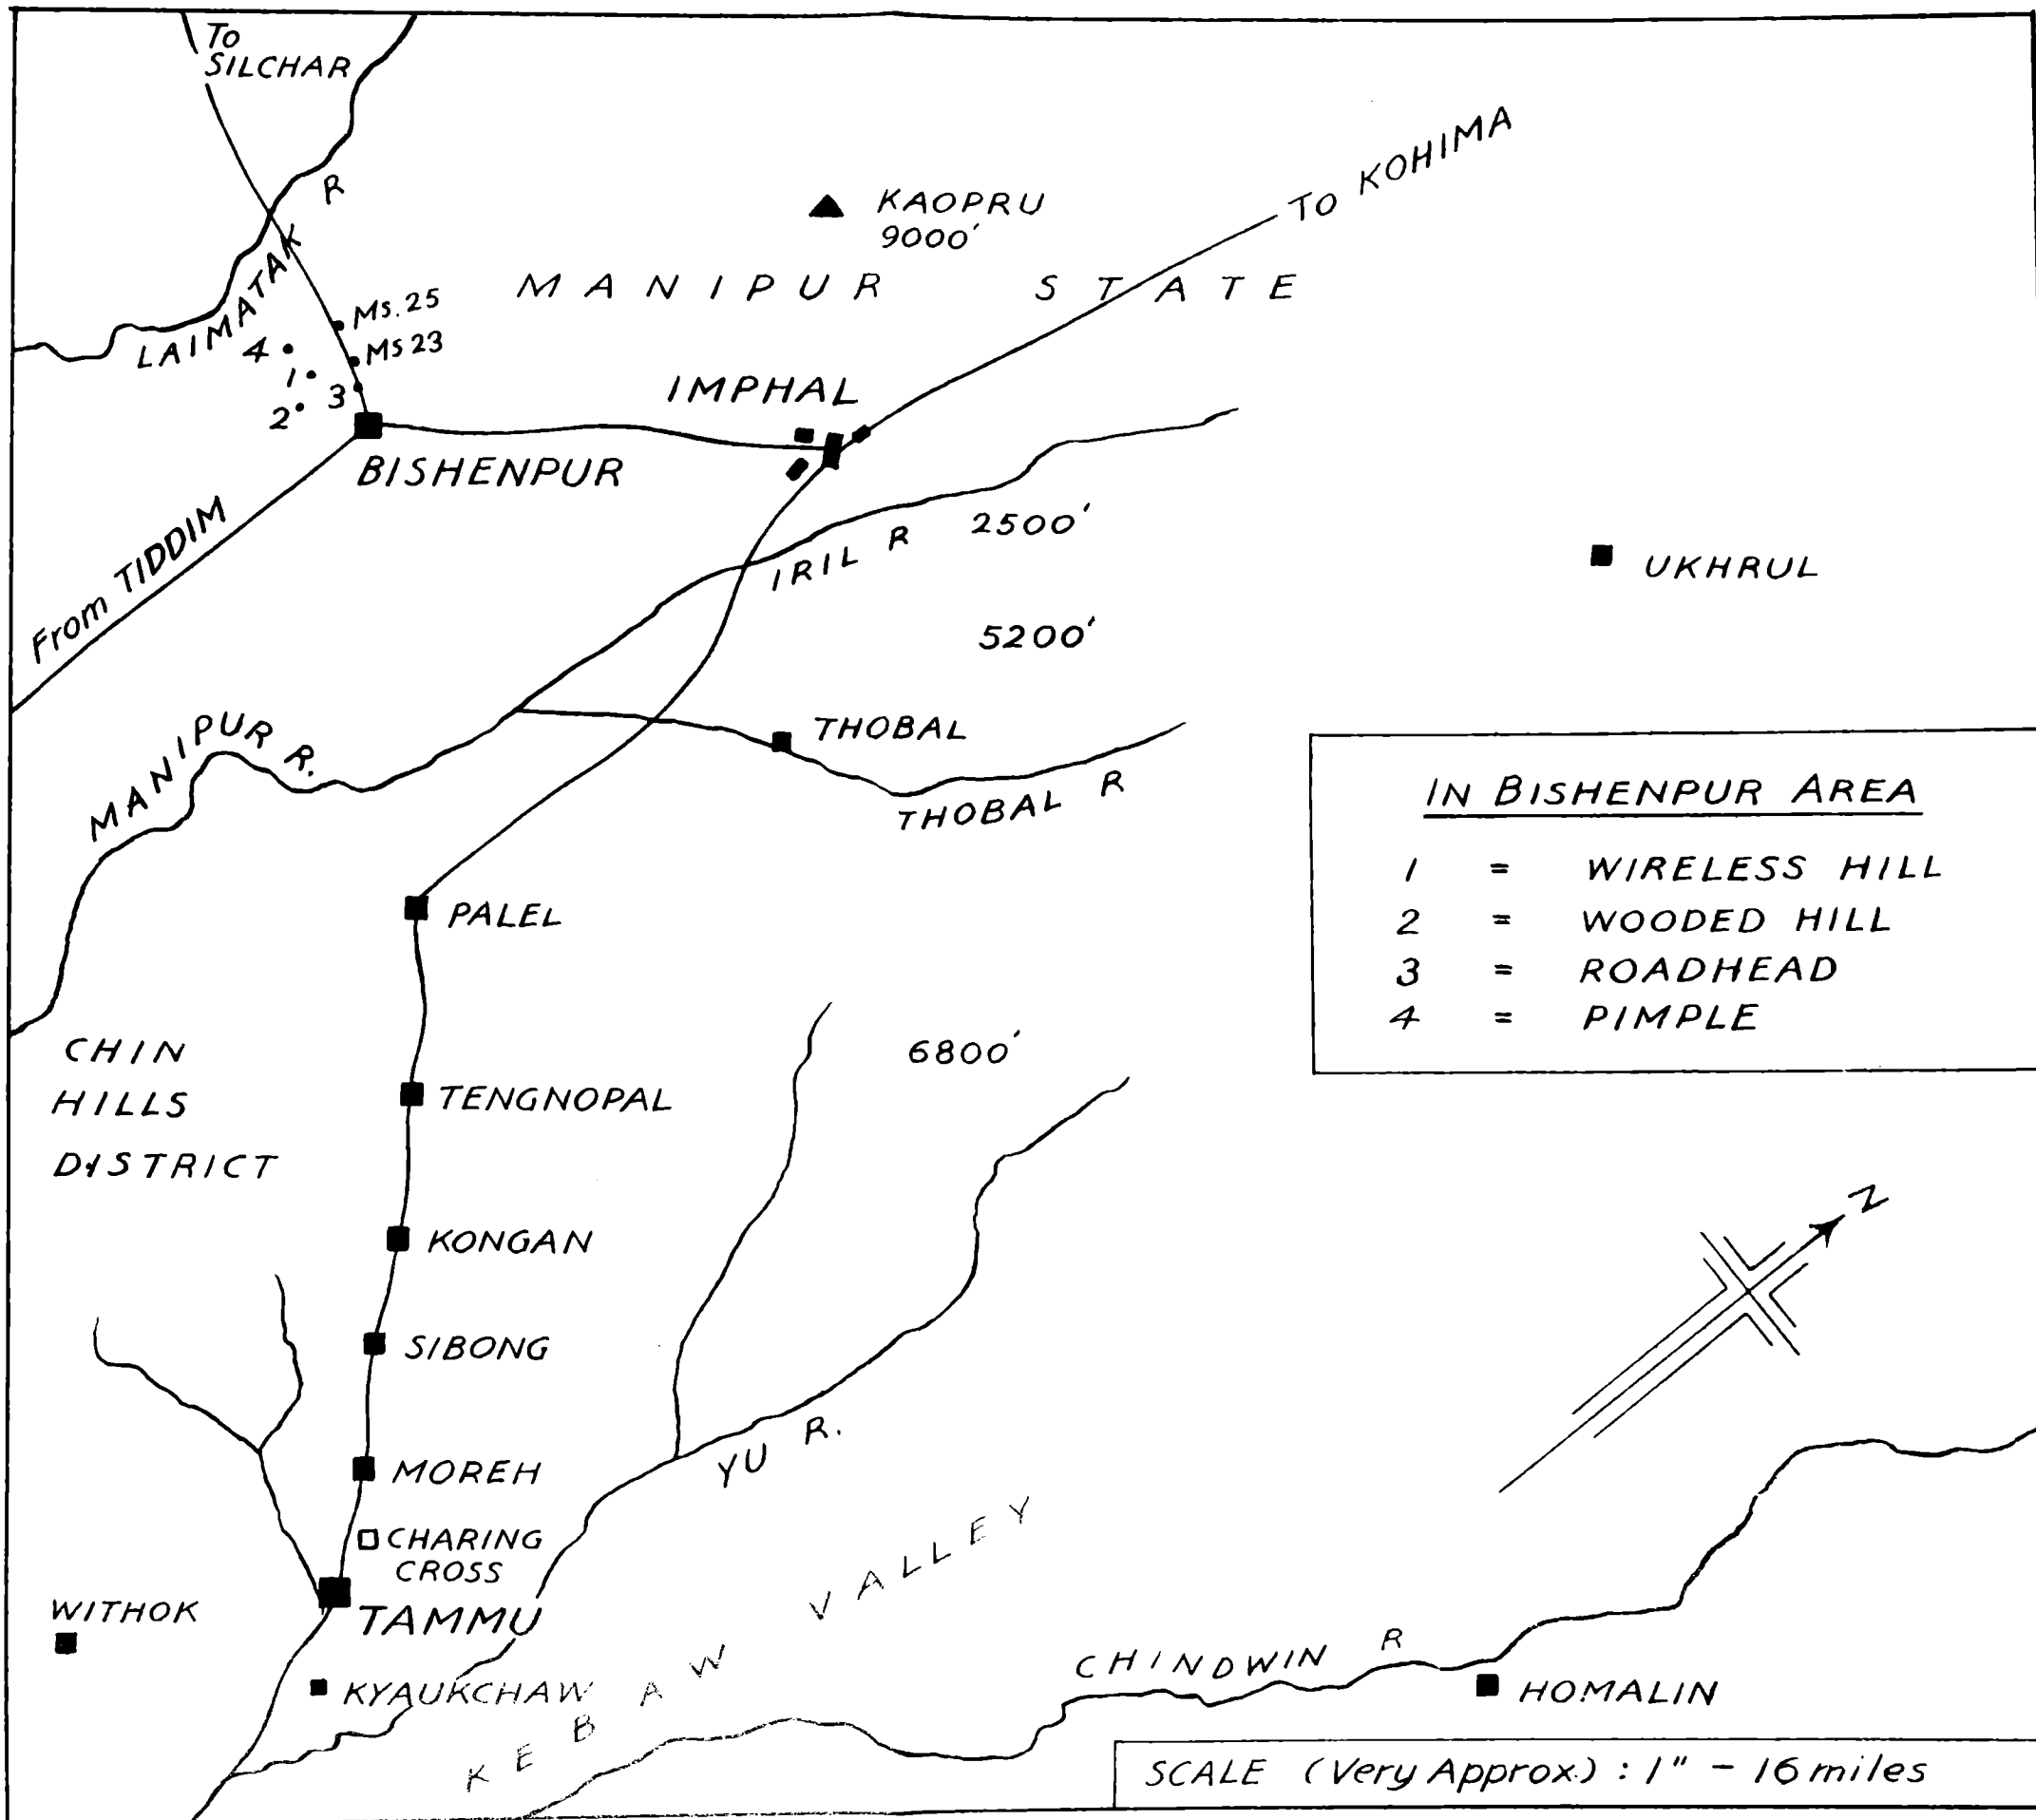 To
SILCHAR
LAIMATAK R
KAOPRU
9000'
TO KOHIMA
MANIPUR STATE
Ms. 25
Ms 23
4
1
3
2
IMPHAL
BISHENPUR
From TIDDIM
IRIL R
2500'
UKHRUL
5200'
MANIPUR R.
THOBAL
THOBAL R
IN BISHENPUR AREA
1 = WIRELESS HILL
2 = WOODED HILL
3 = ROADHEAD
4 = PIMPLE
PALEL
CHIN
HILLS
DISTRICT
6800'
TENGNOPAL
KONGAN
SIBONG
N
MOREH
YU R.
CHARING
CROSS
WITHOK
TAMMU
KYAUKCHAW
KEBAW VALLEY
CHINDWIN R
HOMALIN
SCALE (Very Approx.) : 1" - 16 miles